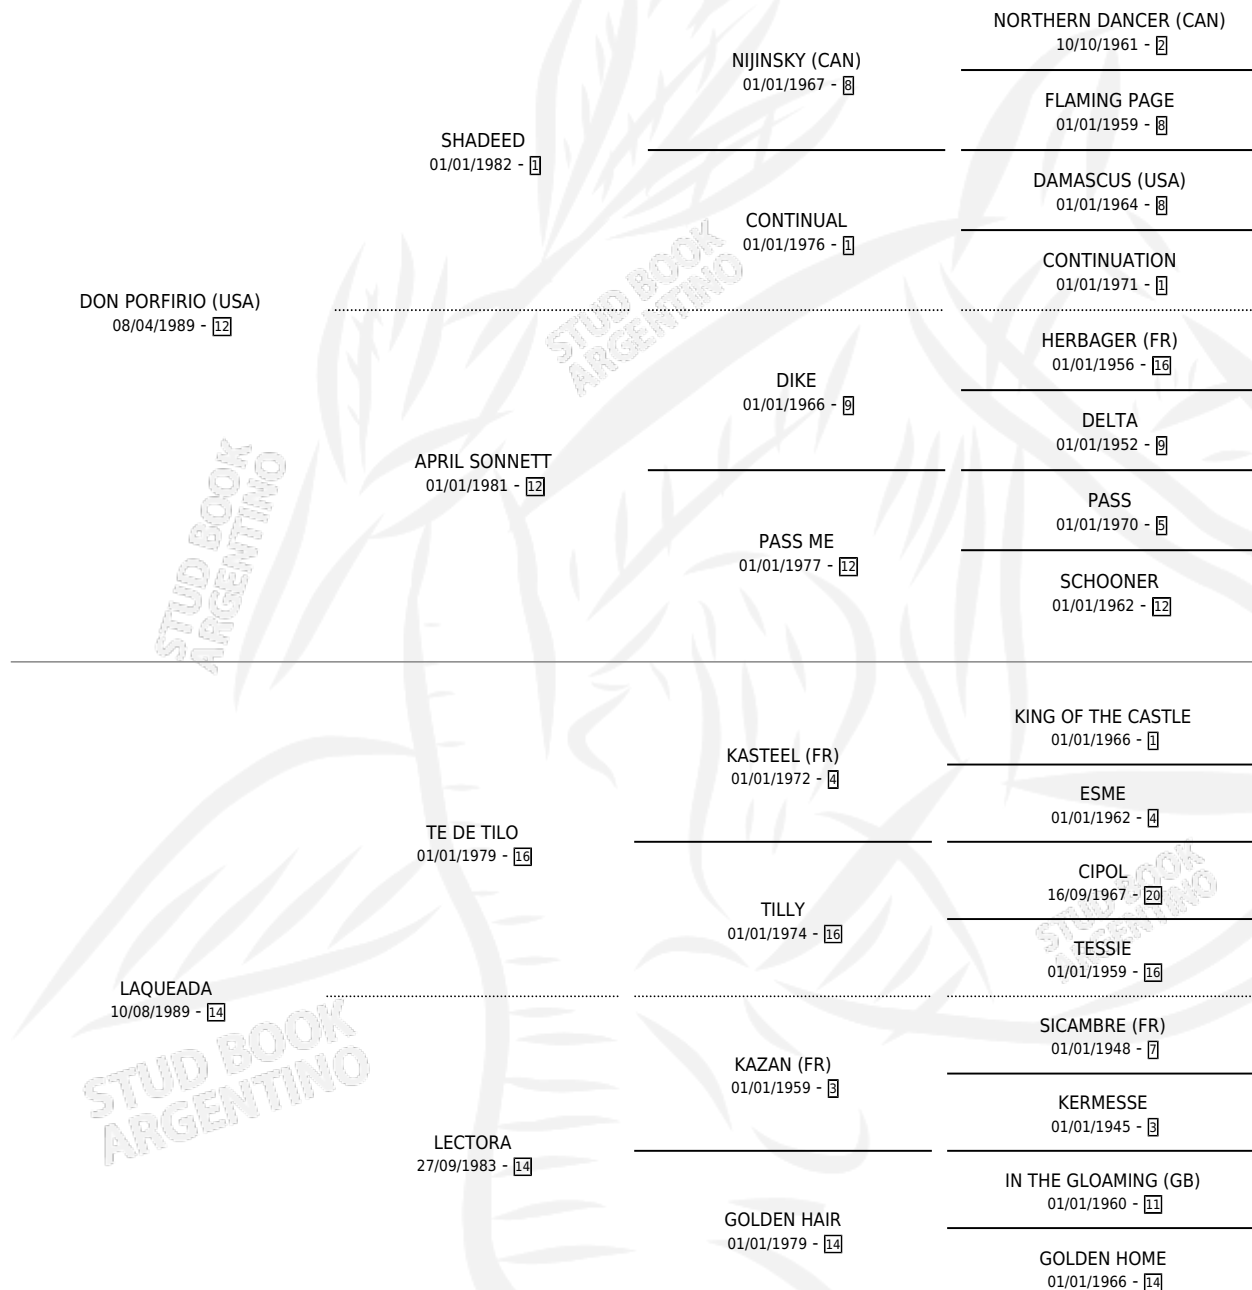 NORTHERN DANCER (CAN)
10/10/1961 - 2
NIJINSKY (CAN)
01/01/1967 - 8
FLAMING PAGE
01/01/1959 - 8
SHADEED
01/01/1982 - 1
DAMASCUS (USA)
01/01/1964 - 8
CONTINUAL
01/01/1976 - 1
CONTINUATION
01/01/1971 - 1
DON PORFIRIO (USA)
08/04/1989 - 12
HERBAGER (FR)
01/01/1956 - 16
DIKE
01/01/1966 - 9
DELTA
01/01/1952 - 9
APRIL SONNETT
01/01/1981 - 12
PASS
01/01/1970 - 5
PASS ME
01/01/1977 - 12
SCHOONER
01/01/1962 - 12
KING OF THE CASTLE
01/01/1966 - 1
KASTEEL (FR)
01/01/1972 - 4
ESME
01/01/1962 - 4
TE DE TILO
01/01/1979 - 16
CIPOL
16/09/1967 - 20
TILLY
01/01/1974 - 16
TESSIE
01/01/1959 - 16
LAQUEADA
10/08/1989 - 14
SICAMBRE (FR)
01/01/1948 - 7
KAZAN (FR)
01/01/1959 - 3
KERMESSE
01/01/1945 - 3
LECTORA
27/09/1983 - 14
IN THE GLOAMING (GB)
01/01/1960 - 11
GOLDEN HAIR
01/01/1979 - 14
GOLDEN HOME
01/01/1966 - 14
STUD BOOK
ARGENTINO
STUD BOOK
ARGENTINO
STUD BOOK
ARGENTINO
STUD BOOK
ARGENTINO